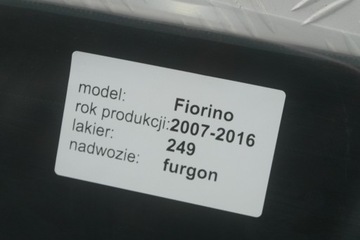 model: Fiorino
rok produkcji: 2007-2016
lakier: 249
nadwozie: furgon